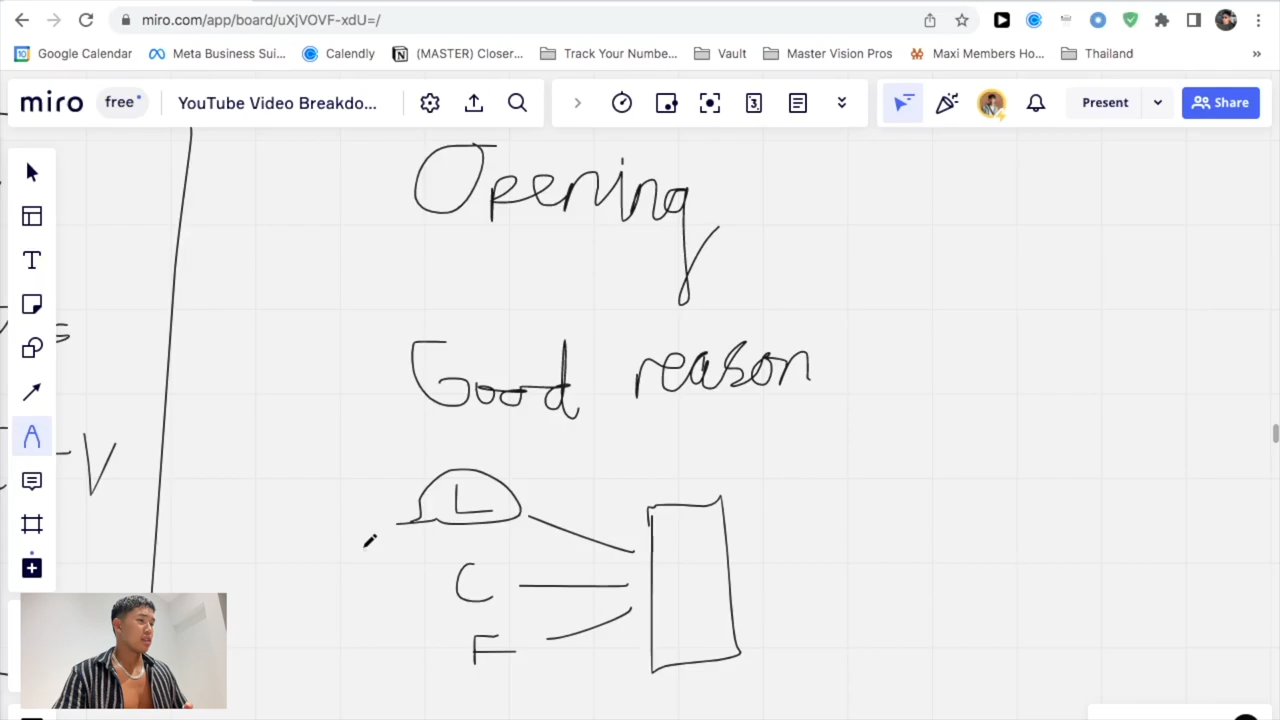 miro.com/app/board/uXjVOVF-xdU=/
Google Calendar Meta Business Sui... Calendly (MASTER) Closer... Track Your Numbe... Vault Master Vision Pros Maxi Members Ho... Thailand »
miro free YouTube Video Breakdo... Present Share
Opening
Good reason
L
C
F
V